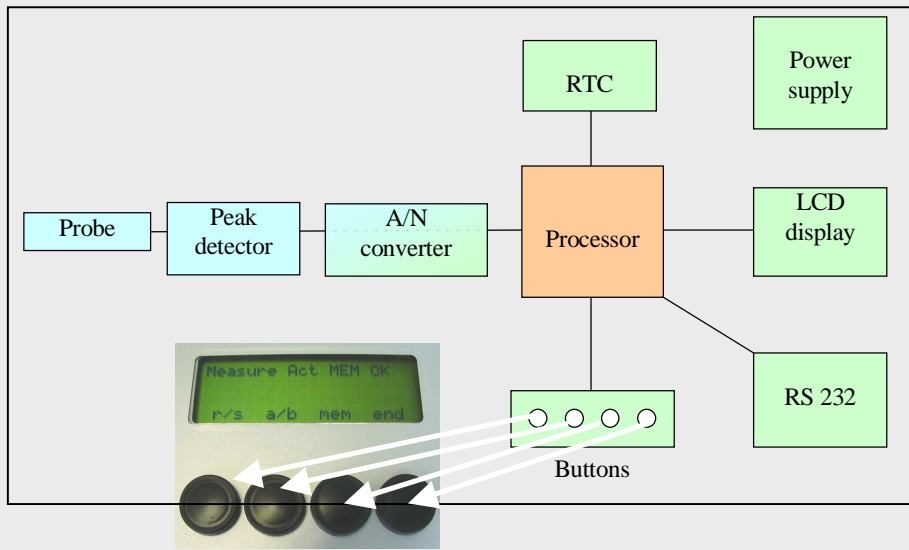 RTC
Power
supply
Probe
Peak
detector
A/N
converter
Processor
LCD
display
Measure Act MEM OK
r/s a/b mem end
RS 232
Buttons